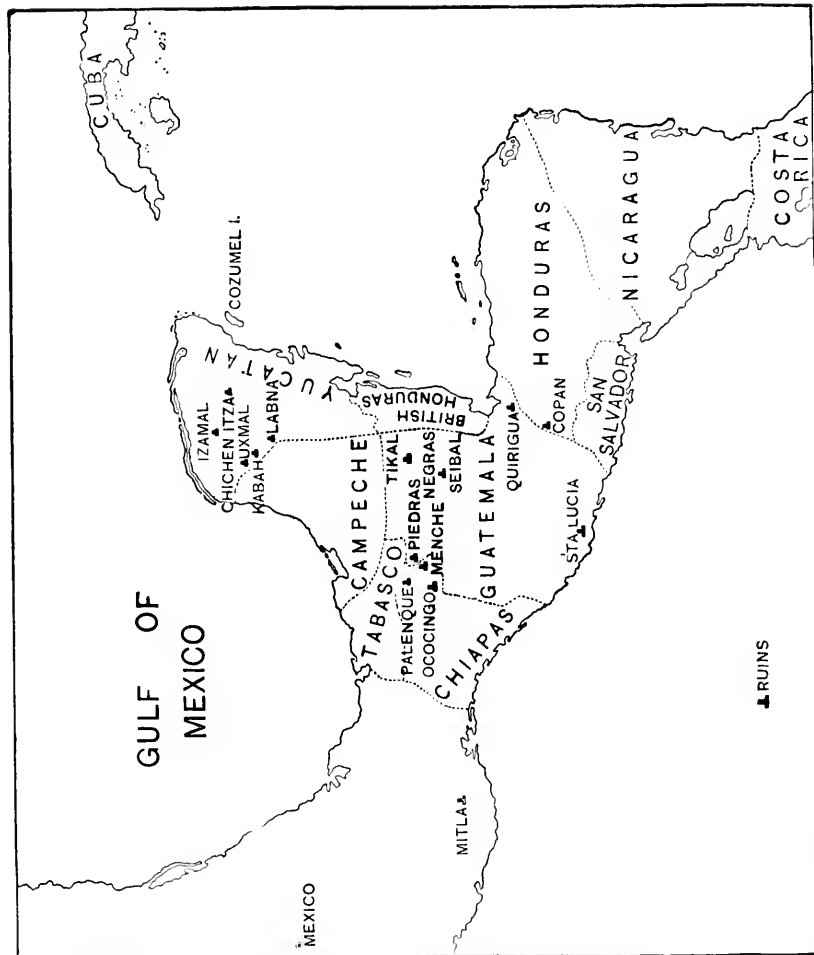 CUBA
GULF OF
MEXICO
COZUMEL I.
YUCATAN
IZAMAL
CHICHEN ITZA
UXMAL
KABAH
LABNA
CAMPECHE
BRITISH
HONDURAS
TABASCO
TIKAL
PIEDRAS
NEGRAS
PALENQUE
MENCHE
OCOCINGO
SEIBAL
CHIAPAS
GUATEMALA
QUIRIGUA
HONDURAS
COPAN
SAN
SALVADOR
STA LUCIA
NICARAGUA
COSTA
RICA
MITLA
MEXICO
RUINS